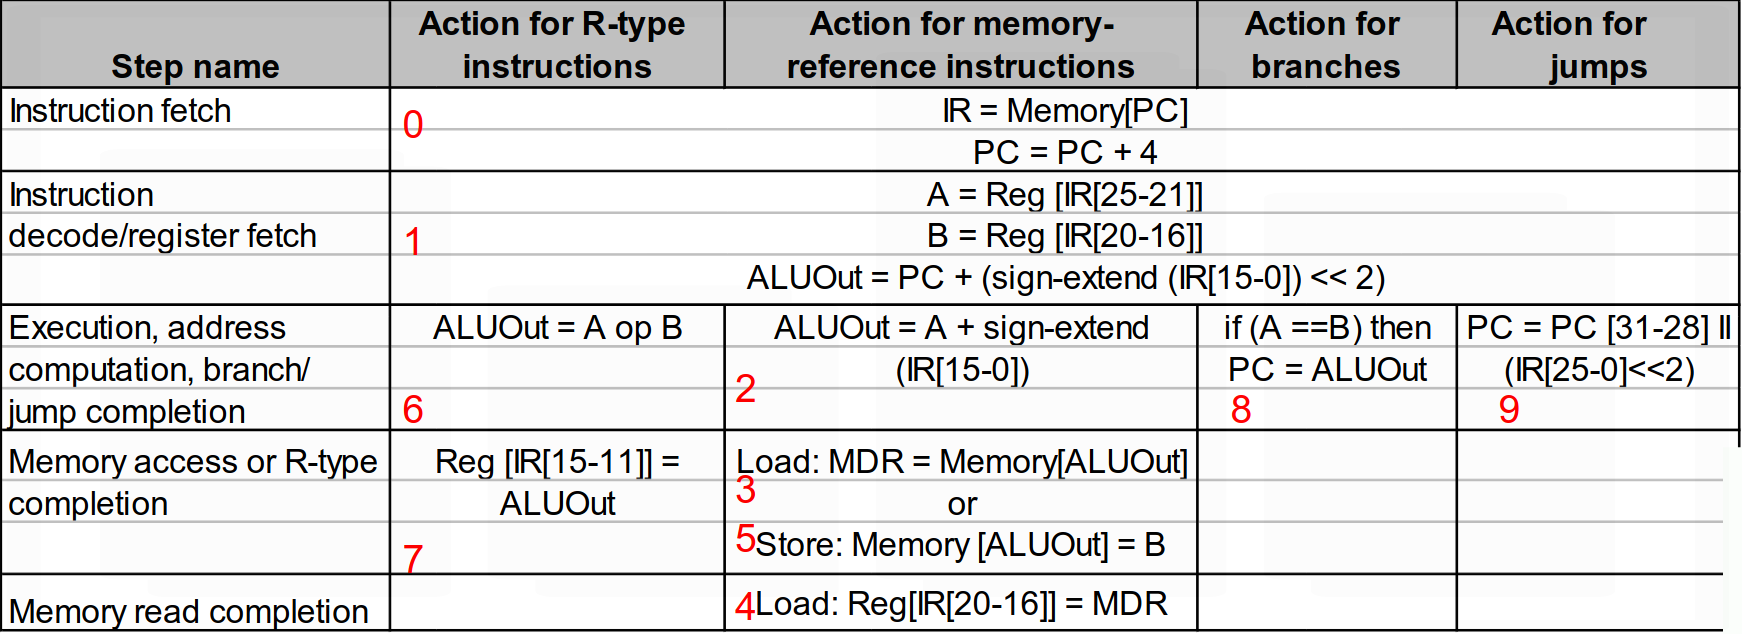 Step name
Action for R-type
instructions
Action for memory-
reference instructions
Action for
branches
Action for
jumps
Instruction fetch
0
IR = Memory[PC]
PC = PC + 4
Instruction
decode/register fetch
1
A = Reg [IR[25-21]]
B = Reg [IR[20-16]]
ALUOut = PC + (sign-extend (IR[15-0]) << 2)
Execution, address
computation, branch/
jump completion
ALUOut = A op B
6
ALUOut = A + sign-extend
(IR[15-0])
2
if (A ==B) then
PC = ALUOut
8
PC = PC [31-28] II
(IR[25-0]<<2)
9
Memory access or R-type
completion
Reg [IR[15-11]] =
ALUOut
7
Load: MDR = Memory[ALUOut]
3
or
5
Store: Memory [ALUOut] = B
Memory read completion
4
Load: Reg[IR[20-16]] = MDR